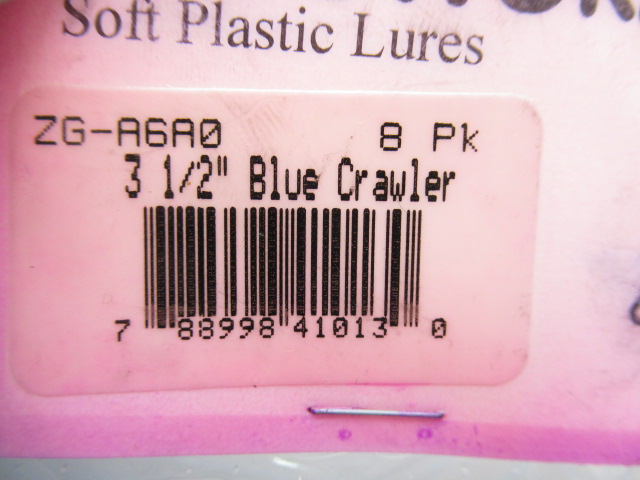 Soft Plastic Lures
ZG-A6A0 8 Pk
3 1/2" Blue Crawler
7 88998 41013 0